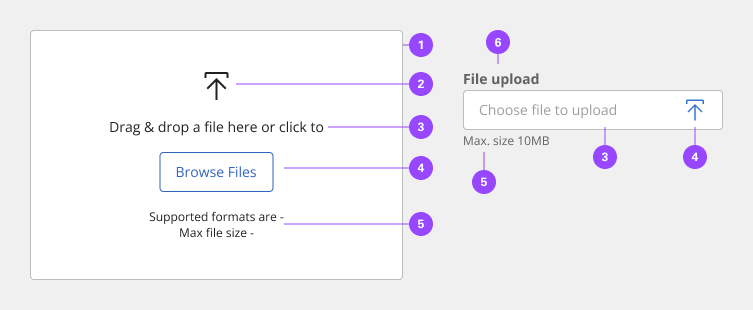 1
2
Drag & drop a file here or click to
3
Browse Files
4
Supported formats are -
Max file size -
5
6
File upload
Choose file to upload
Max. size 10MB
3
4
5